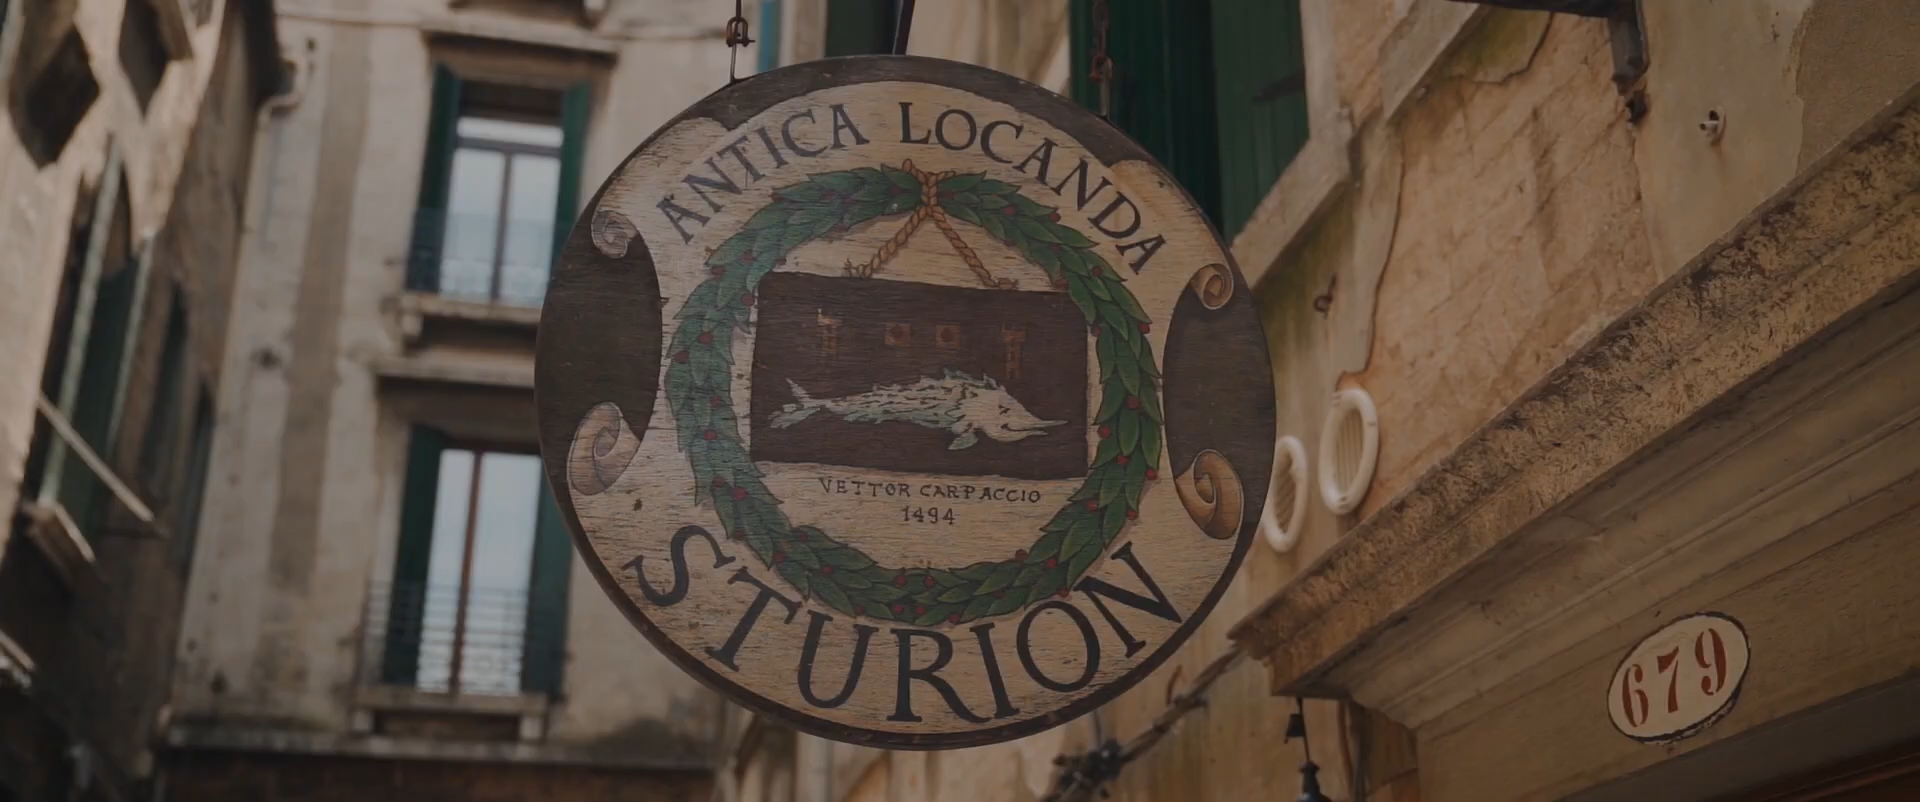 ANTICA LOCANDA
VETTOR CARPACCIO
1494
STURION
679